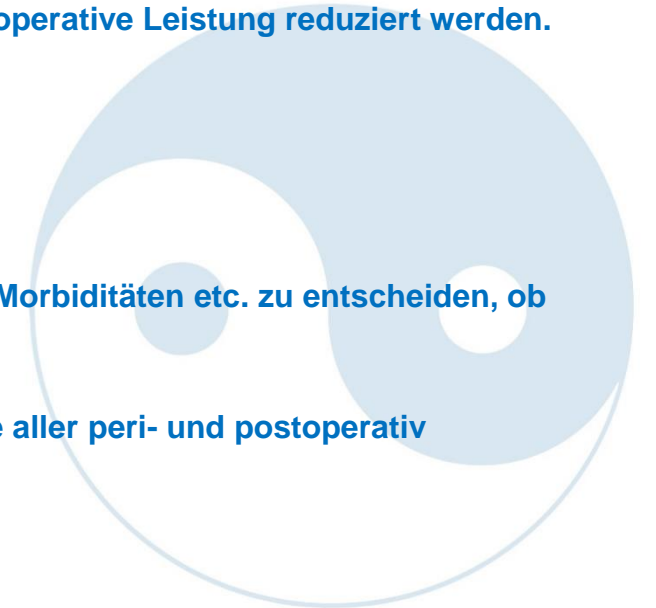 operative Leistung reduziert werden.
Morbiditäten etc. zu entscheiden, ob
aller peri- und postoperativ